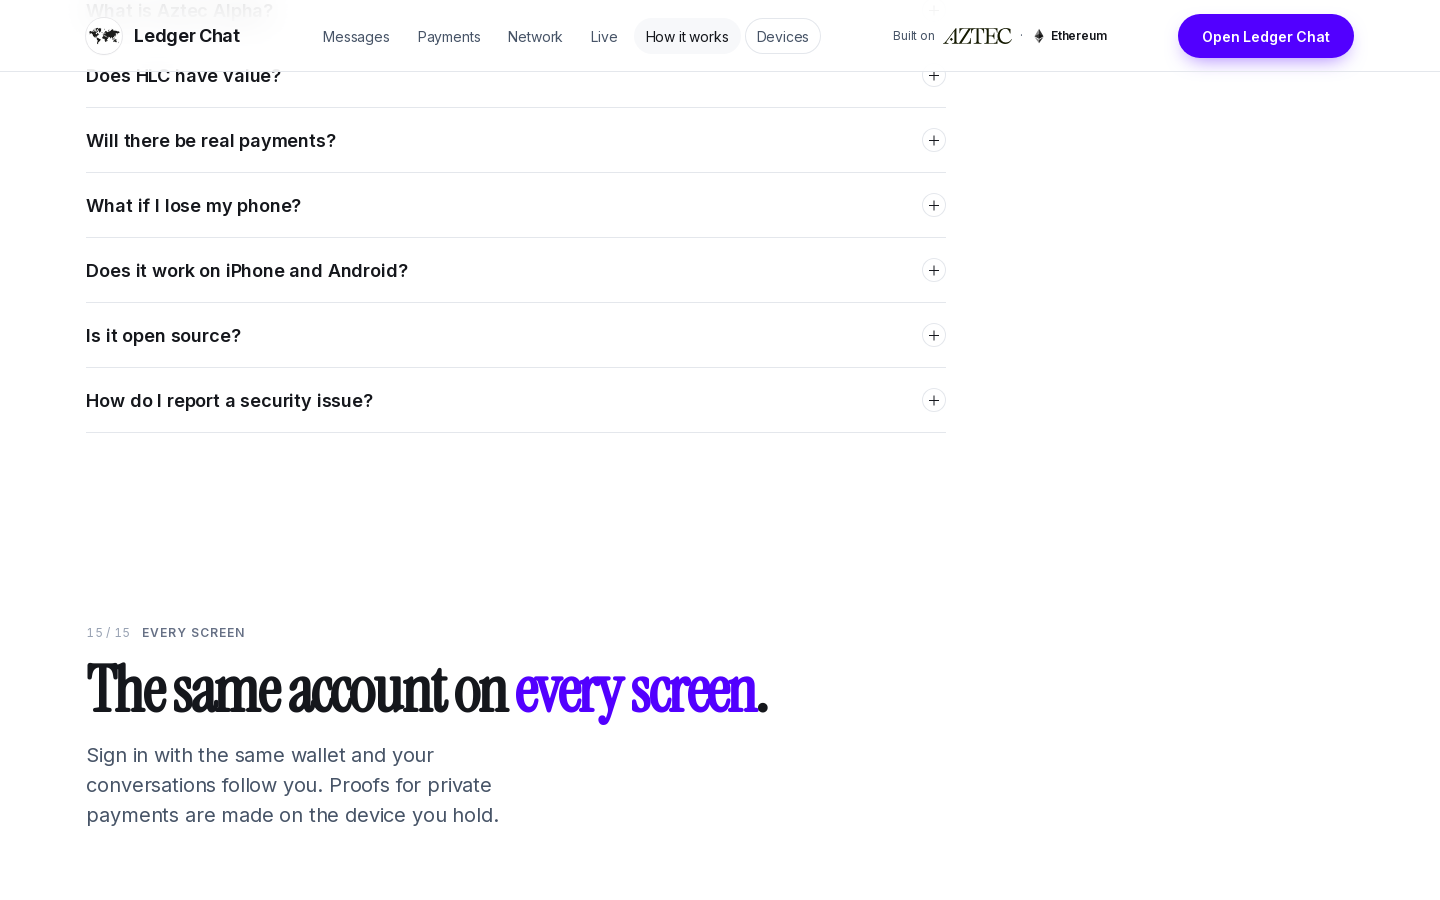 What is Aztec Alpha?
Ledger Chat
Messages
Payments
Network
Live
How it works
Devices
Built on AZTEC · Ethereum
Open Ledger Chat
Does HLC have value?
Will there be real payments?
What if I lose my phone?
Does it work on iPhone and Android?
Is it open source?
How do I report a security issue?
15 / 15 EVERY SCREEN
The same account on every screen.
Sign in with the same wallet and your
conversations follow you. Proofs for private
payments are made on the device you hold.